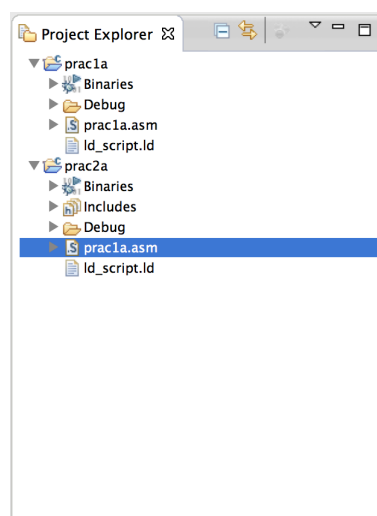 Project Explorer
prac1a
Binaries
Debug
prac1a.asm
ld_script.ld
prac2a
Binaries
Includes
Debug
prac1a.asm
ld_script.ld